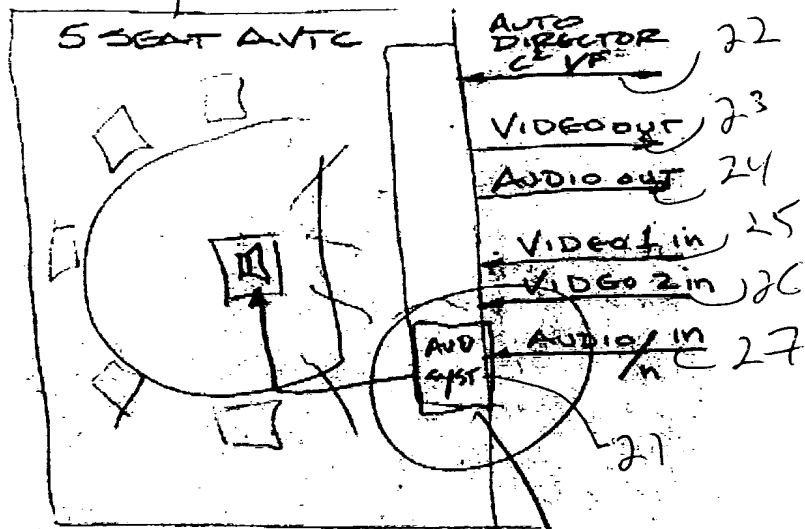 5 SEAT AVTC
AUTO
DIRECTOR
22
VIDEO OUT 23
AUDIO OUT 24
VIDEO 1 in 25
VIDEO 2 in 26
AUDIO/n in 27
AUD
SYST
21